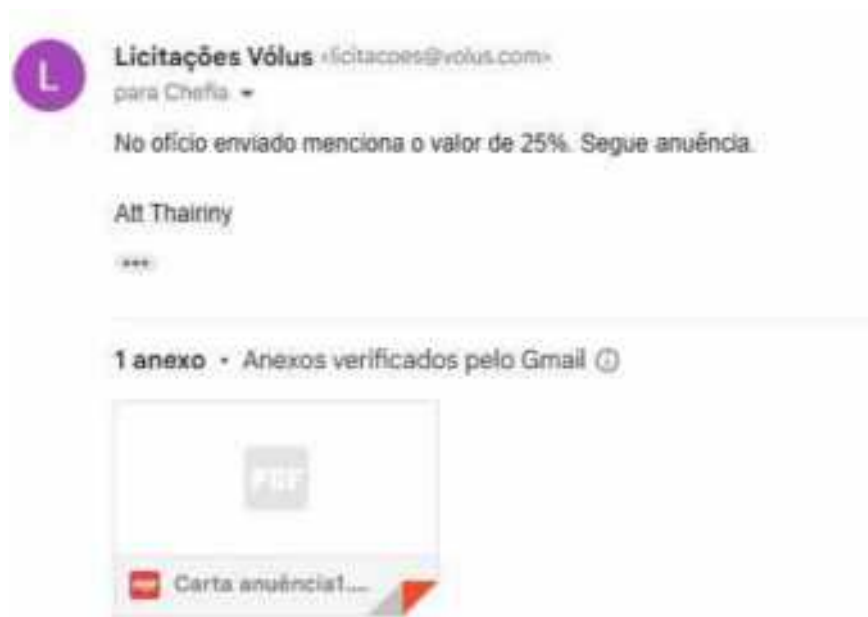 L
Licitações Vólus <licitacoes@volus.com>
para Chefia
No ofício enviado menciona o valor de 25%. Segue anuência.
Att Thairiny
•••
1 anexo • Anexos verificados pelo Gmail
PDF
PDF Carta anuência1....